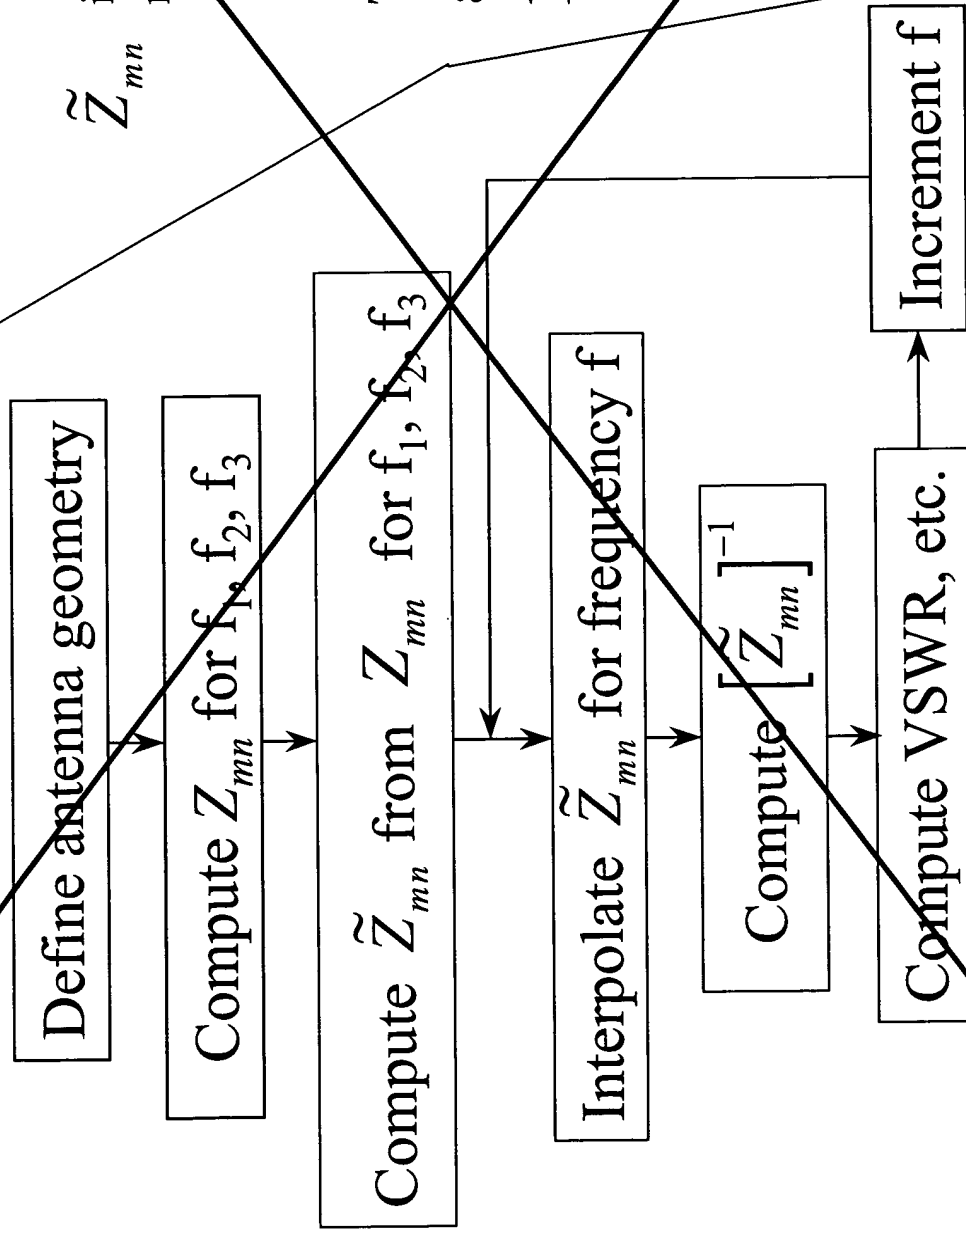 Define antenna geometry
Compute Z_mn for f_1, f_2, f_3
Compute Z̃_mn from Z_mn for f_1, f_2, f_3
Interpolate Z̃_mn for frequency f
Compute [Z̃_mn]^−1
Compute VSWR, etc.
Increment f
Z̃_mn